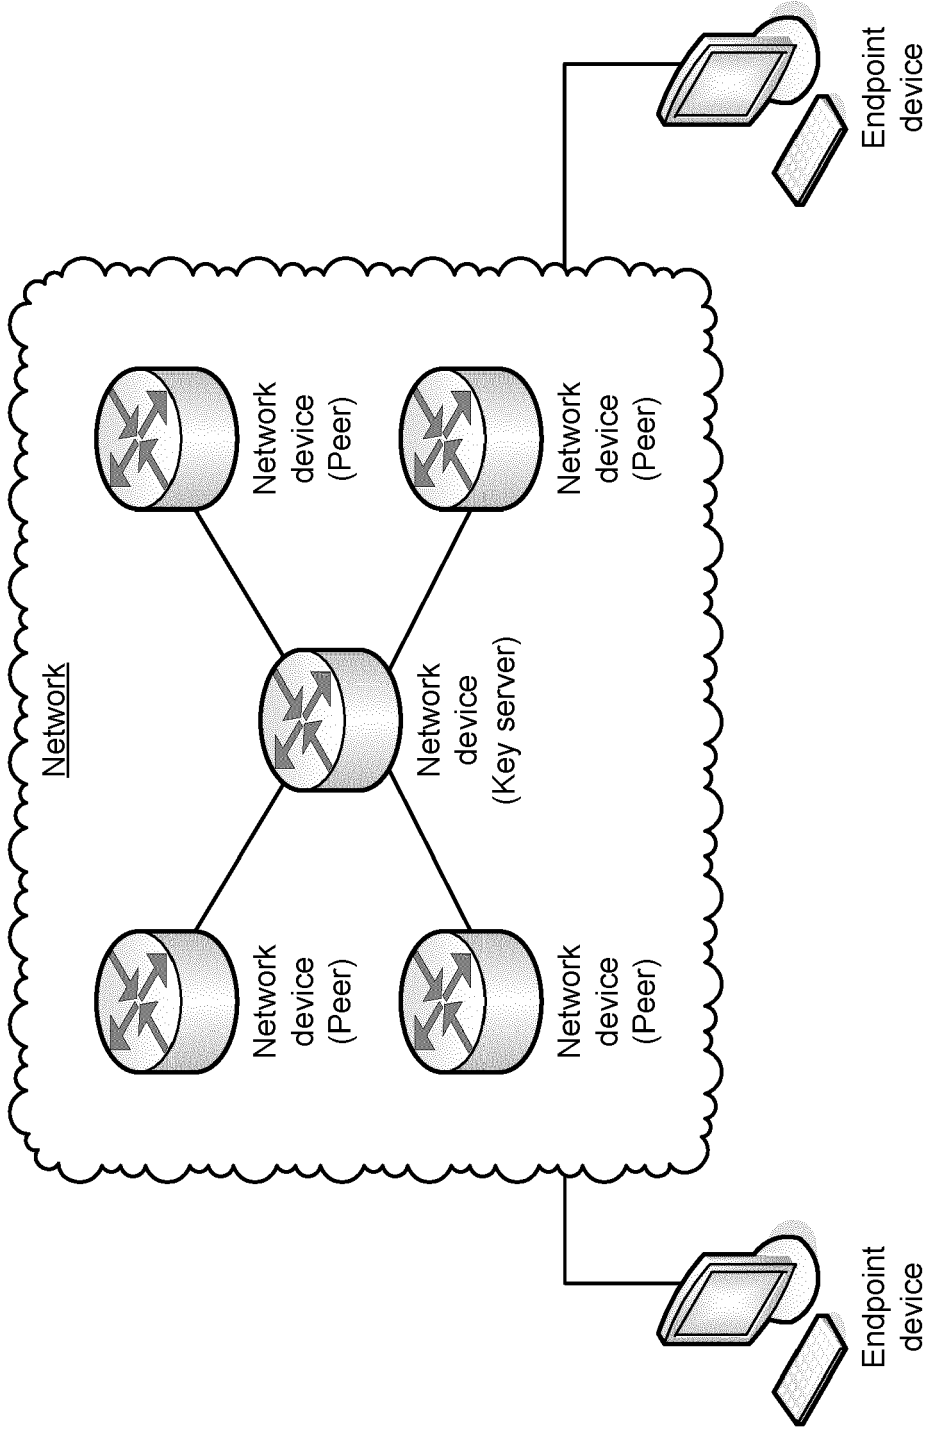 Network
Network
device
(Peer)
Network
device
(Peer)
Network
device
(Key server)
Network
device
(Peer)
Network
device
(Peer)
Endpoint
device
Endpoint
device